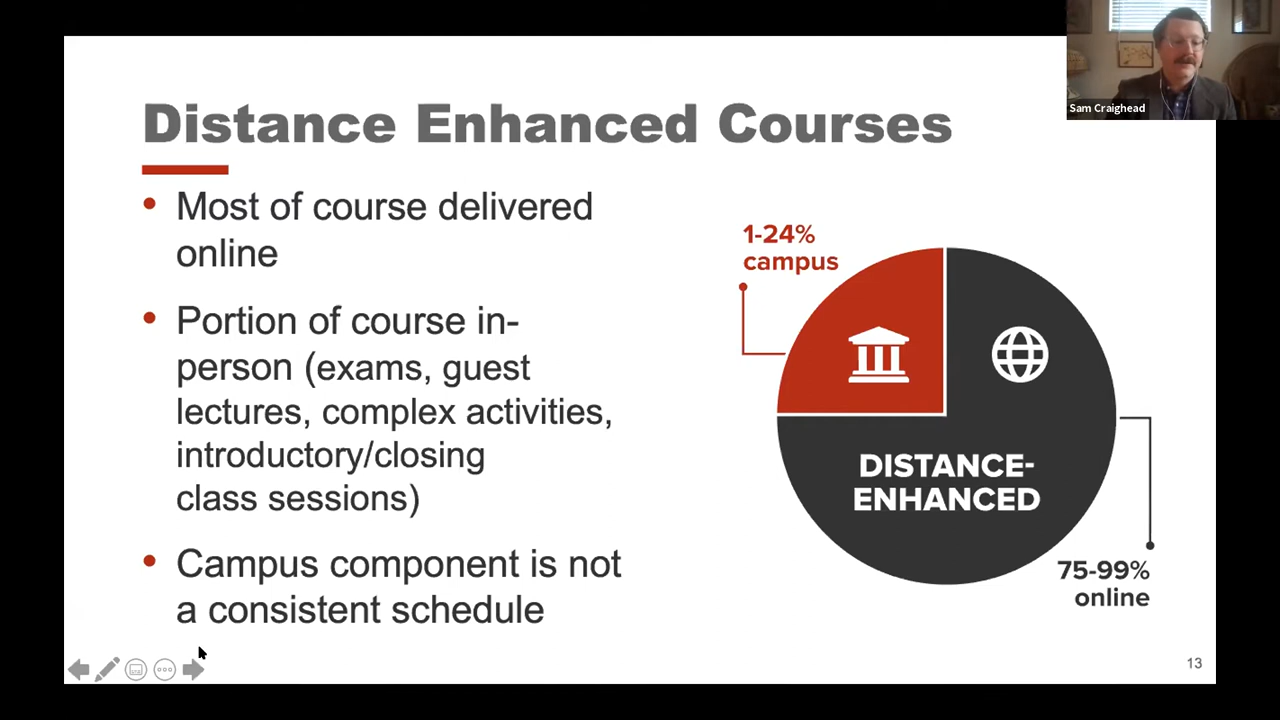 Sam Craighead
Distance Enhanced Courses
• Most of course delivered
online
• Portion of course in-
person (exams, guest
lectures, complex activities,
introductory/closing
class sessions)
• Campus component is not
a consistent schedule
1-24%
campus
DISTANCE-
ENHANCED
75-99%
online
13